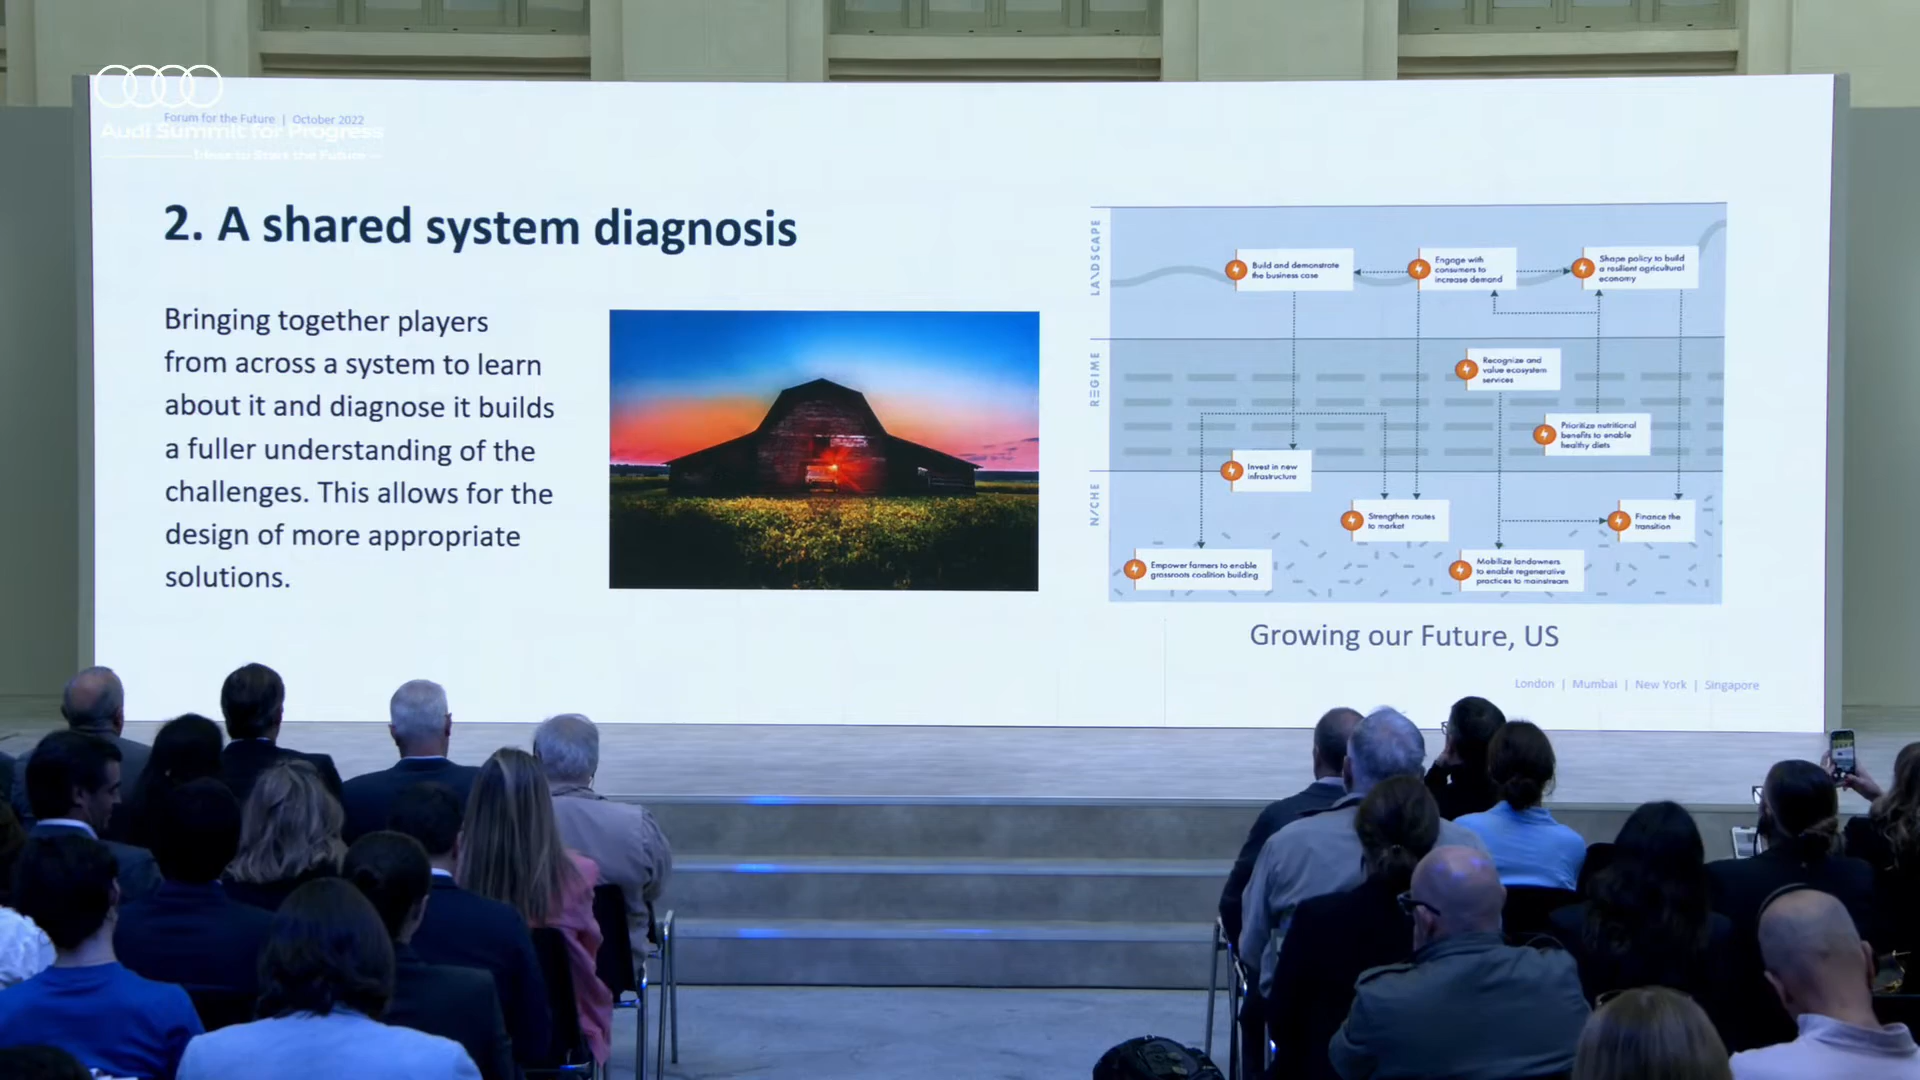 Forum for the Future | October 2022
Audi Summit for Progress
Ideas to Start the Future
2. A shared system diagnosis
Bringing together players
from across a system to learn
about it and diagnose it builds
a fuller understanding of the
challenges. This allows for the
design of more appropriate
solutions.
LANDSCAPE
Build and demonstrate
the business case
Engage with
consumers to
increase demand
Shape policy to build
a resilient agricultural
economy
REGIME
Recognize and
value ecosystem
services
Prioritize nutritional
benefits to enable
healthy diets
Invest in new
infrastructure
NICHE
Strengthen routes
to market
Finance the
transition
Empower farmers to enable
grassroots coalition building
Mobilize landowners
to enable regenerative
practices to mainstream
Growing our Future, US
London | Mumbai | New York | Singapore